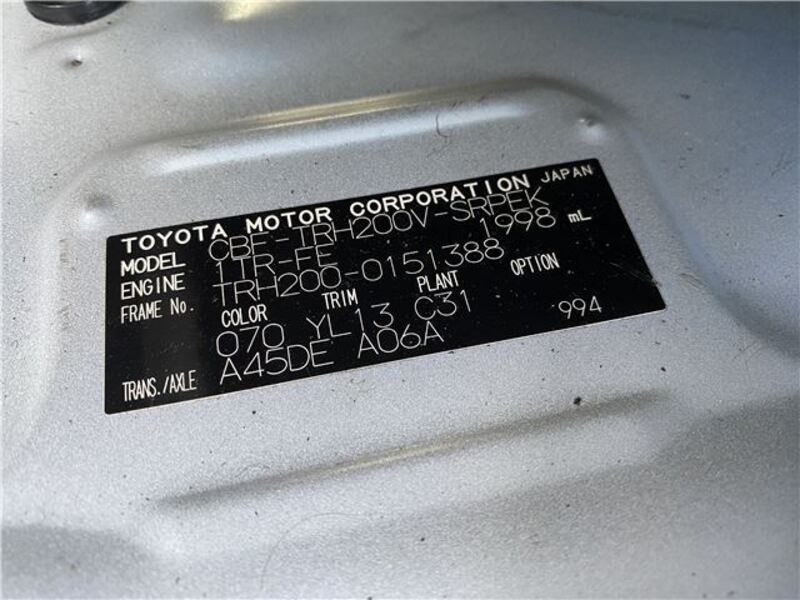 TOYOTA MOTOR CORPORATION JAPAN
MODEL CBF-TRH200V-SRPEK
ENGINE 1TR-FE 1998 mL
FRAME No. TRH200-0151388
COLOR TRIM PLANT OPTION
070 YL13 C31 994
TRANS./AXLE A45DE A06A